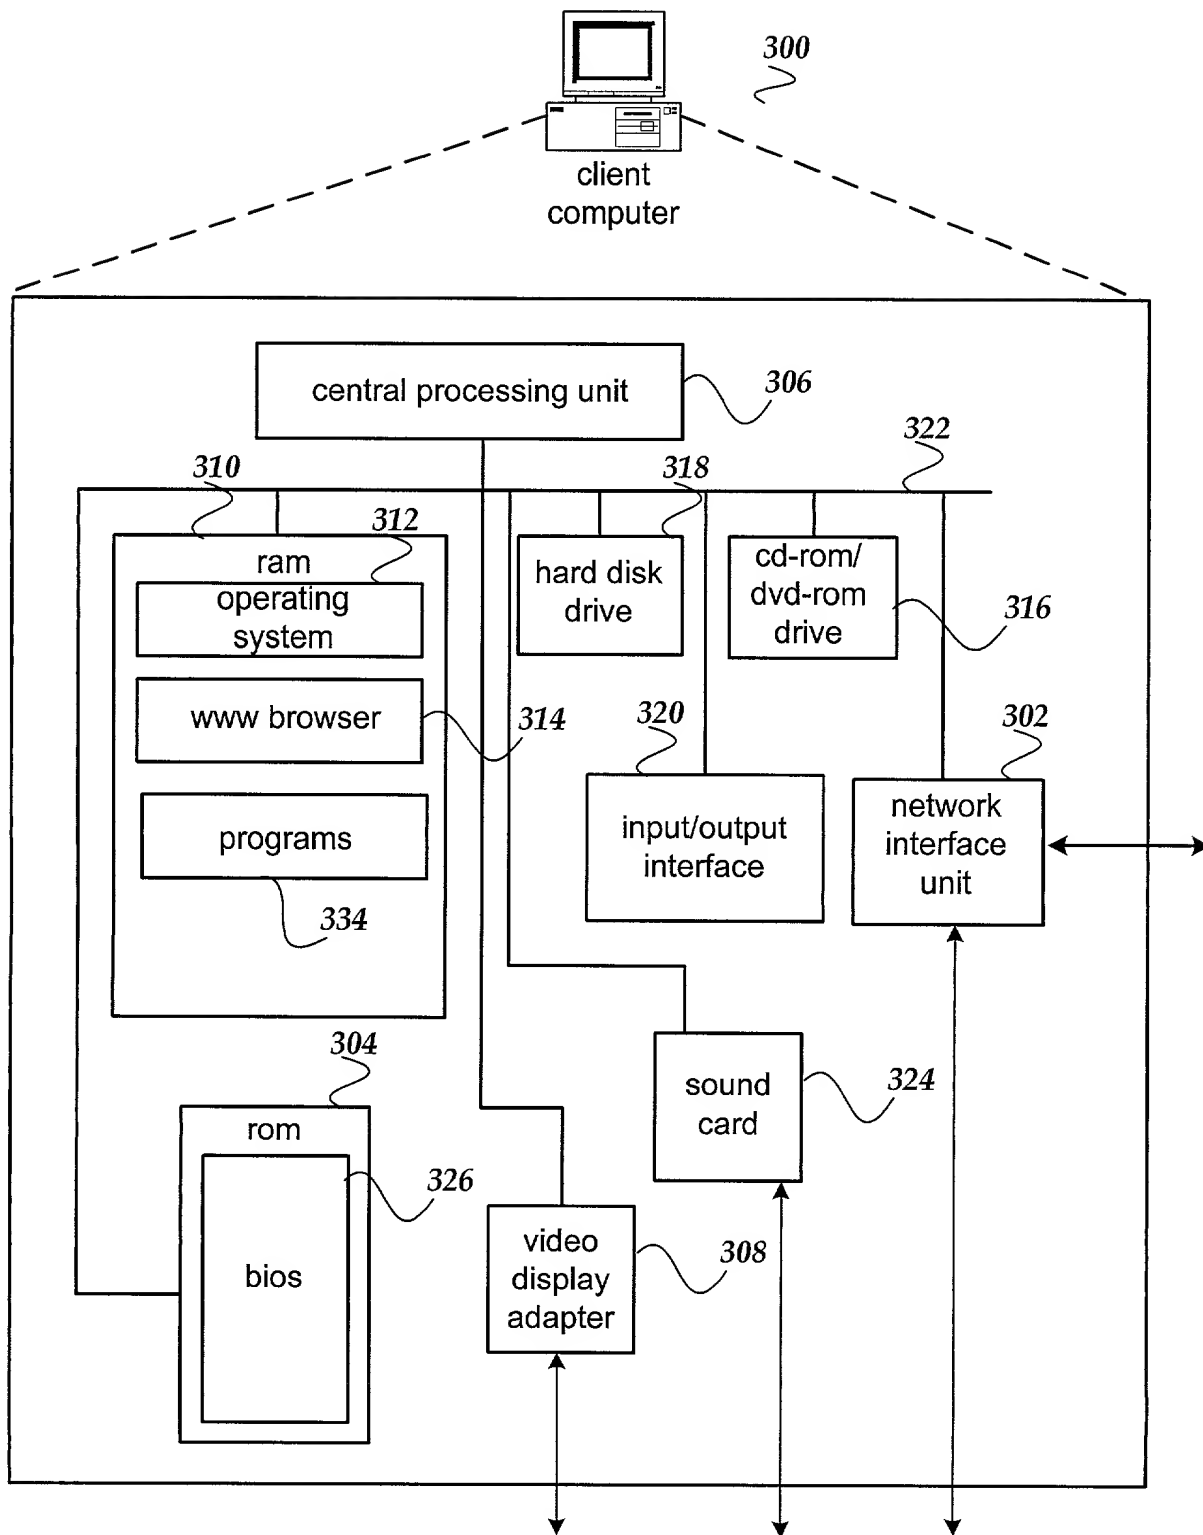 300
client
computer
central processing unit
306
322
310
318
312
ram
operating
system
hard disk
drive
cd-rom/
dvd-rom
drive
316
www browser
314
320
302
programs
334
input/output
interface
network
interface
unit
304
rom
326
bios
sound
card
324
video
display
adapter
308